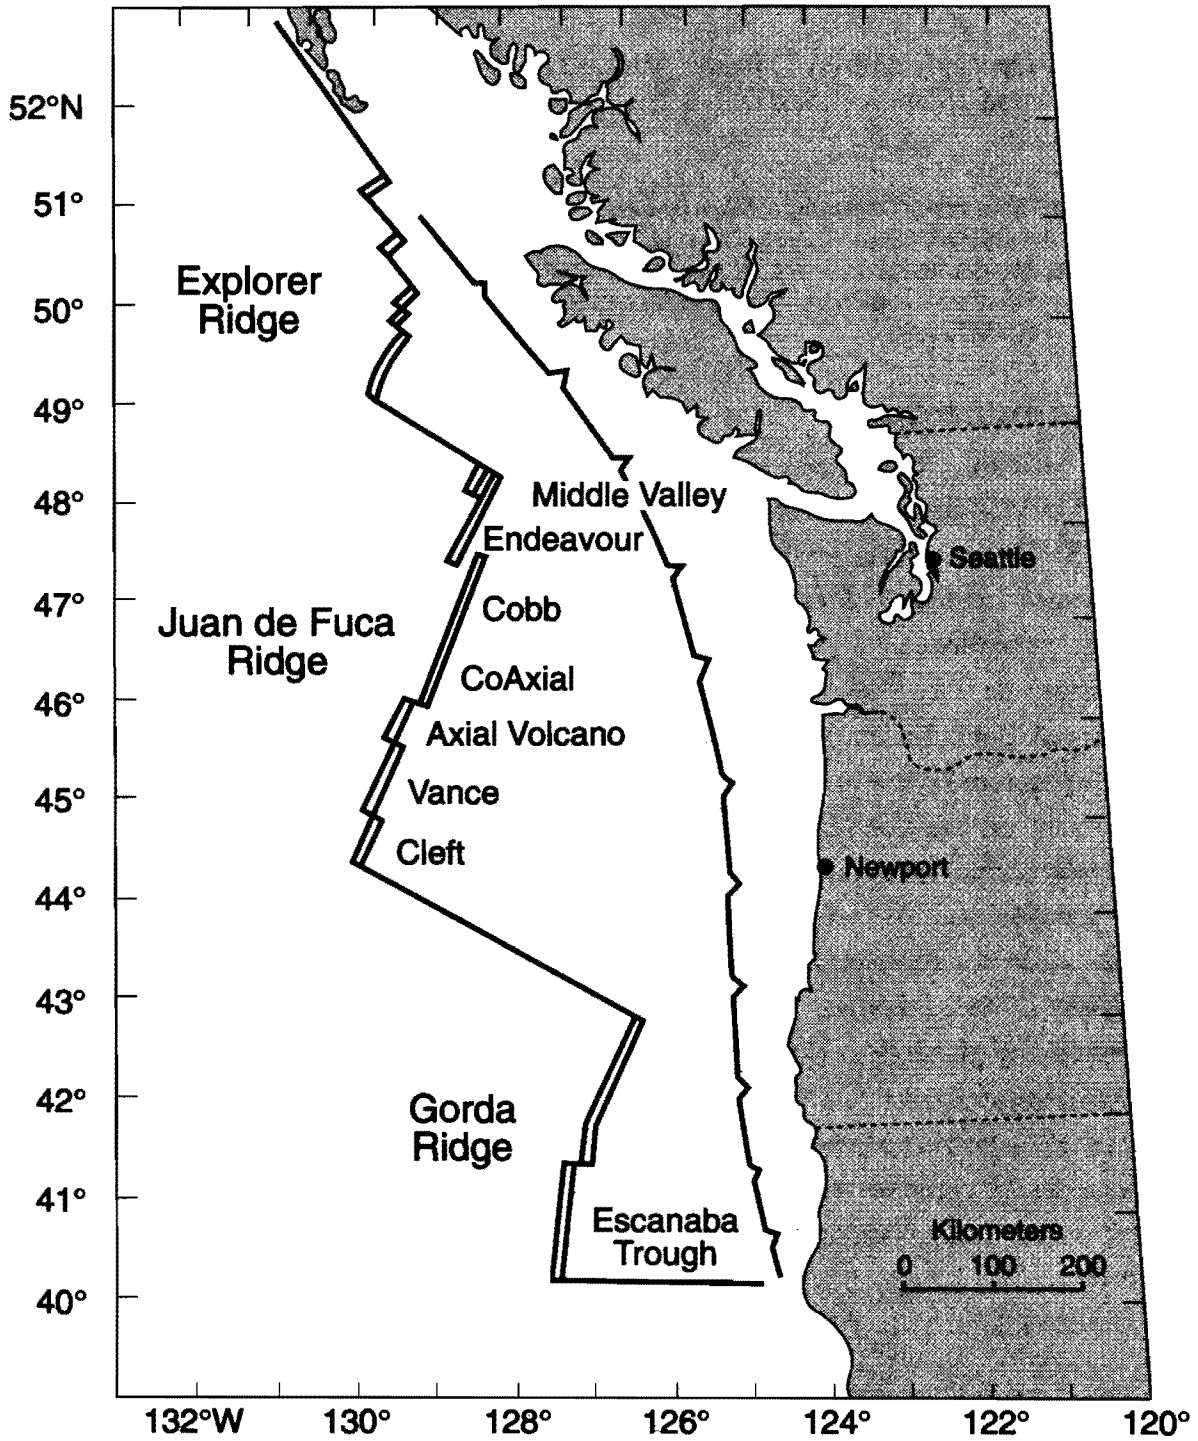 52°N
51°
50°
49°
48°
47°
46°
45°
44°
43°
42°
41°
40°
Explorer
Ridge
Middle Valley
Endeavour
Seattle
Cobb
Juan de Fuca
Ridge
CoAxial
Axial Volcano
Vance
Cleft
Newport
Gorda
Ridge
Escanaba
Trough
Kilometers
0 100 200
132°W 130° 128° 126° 124° 122° 120°